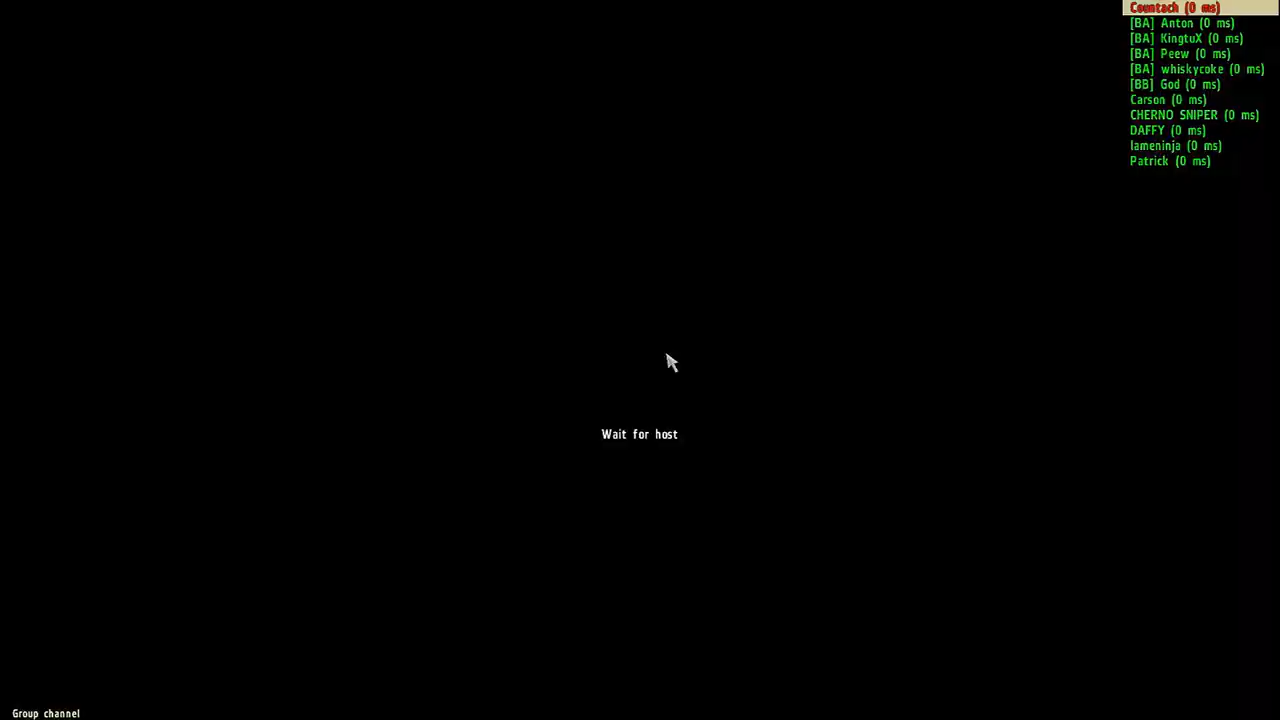 Countach (0 ms)
[BA] Anton (0 ms)
[BA] KingtuX (0 ms)
[BA] Peew (0 ms)
[BA] whiskycoke (0 ms)
[BB] God (0 ms)
Carson (0 ms)
CHERNO SNIPER (0 ms)
DAFFY (0 ms)
lameninja (0 ms)
Patrick (0 ms)
Wait for host
Group channel